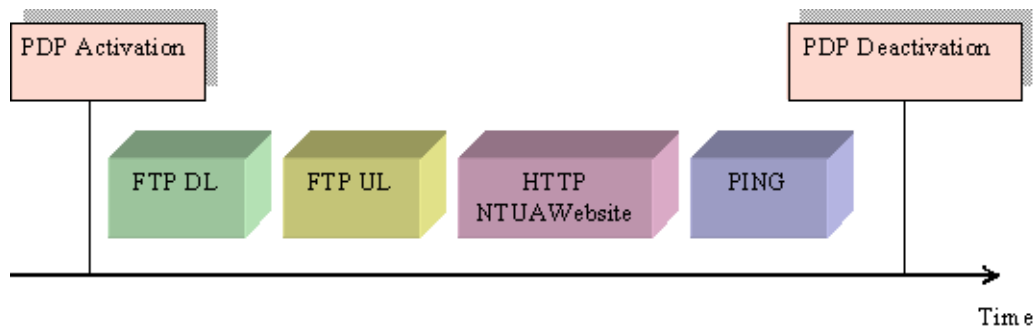 PDP Activation
PDP Deactivation
FTP DL
FTP UL
HTTP
NTUAWebsite
PING
Time